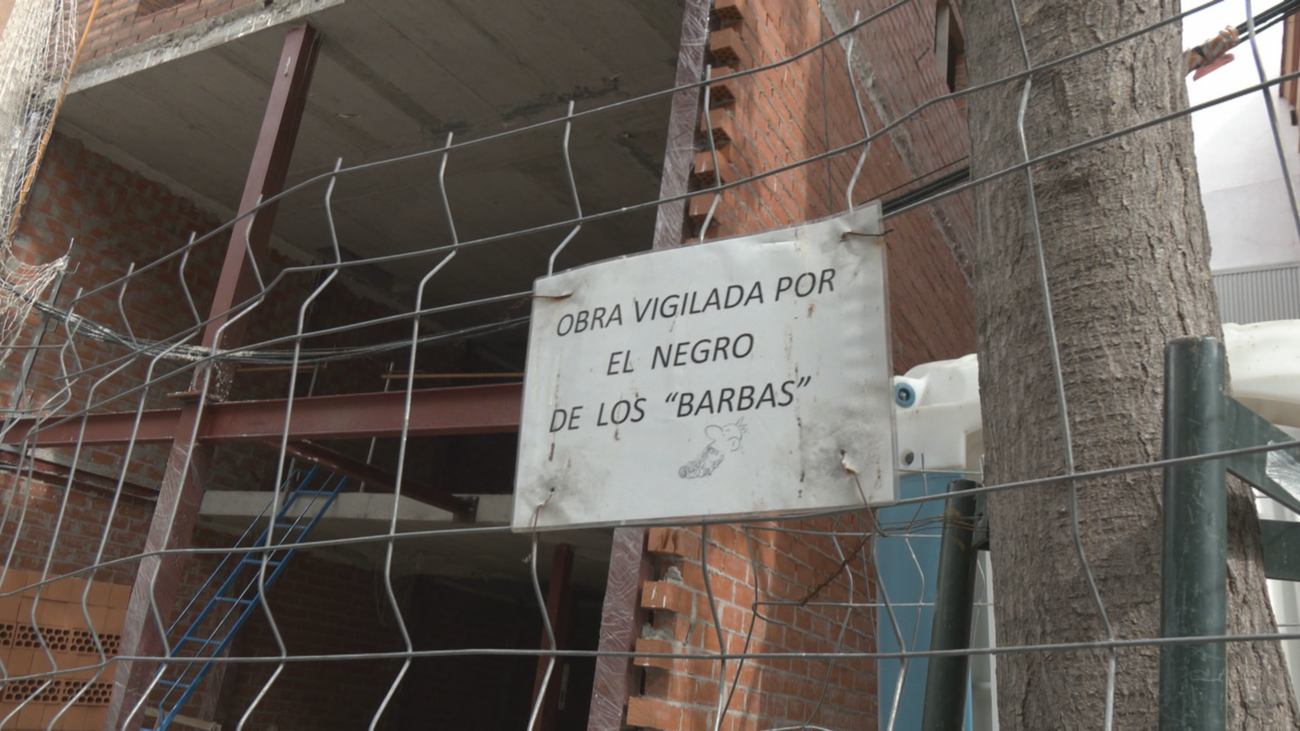 OBRA VIGILADA POR
EL NEGRO
DE LOS “BARBAS”